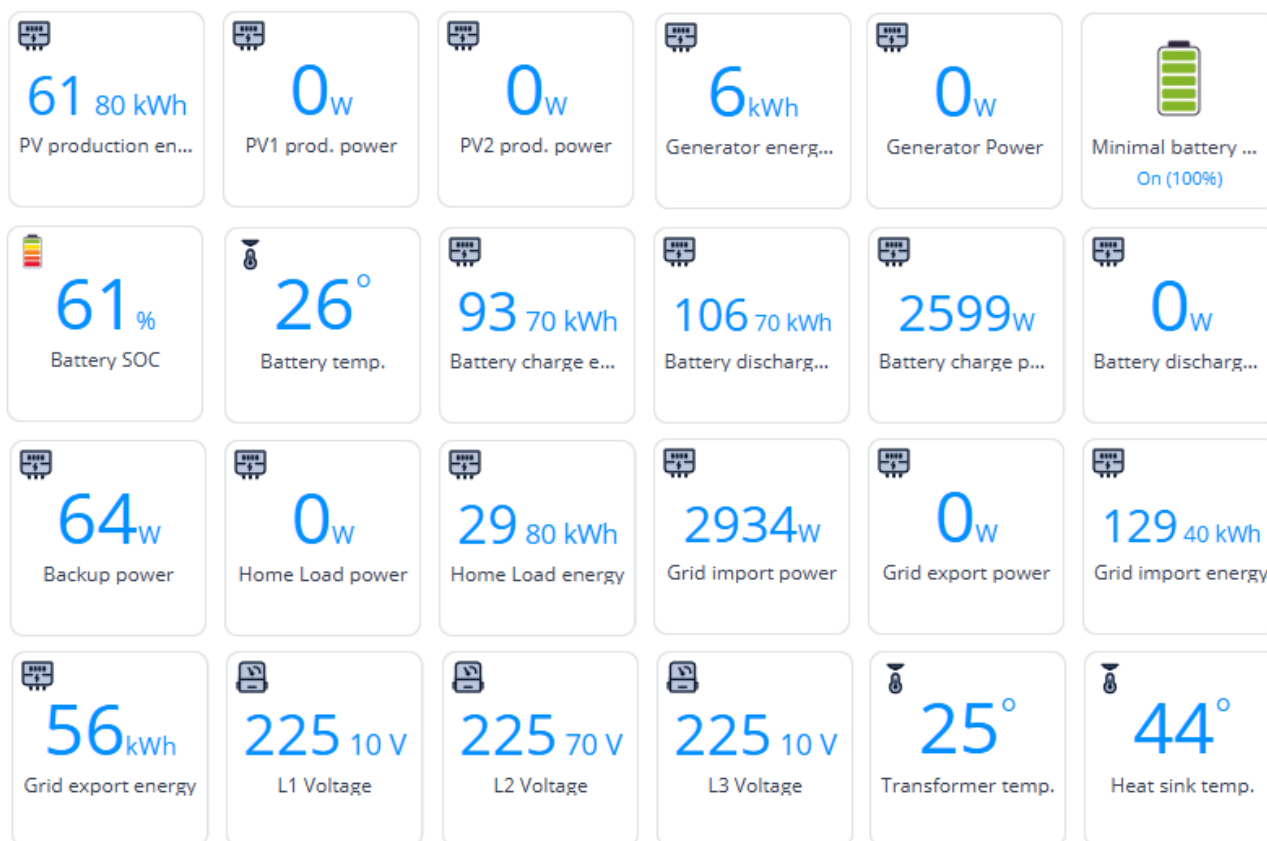 61 80 kWh
PV production en...
0W
PV1 prod. power
0W
PV2 prod. power
6kWh
Generator energ...
0W
Generator Power
Minimal battery ...
On (100%)
61%
Battery SOC
26°
Battery temp.
93 70 kWh
Battery charge e...
106 70 kWh
Battery discharg...
2599W
Battery charge p...
0W
Battery discharg...
64W
Backup power
0W
Home Load power
29 80 kWh
Home Load energy
2934W
Grid import power
0W
Grid export power
129 40 kWh
Grid import energy
56kWh
Grid export energy
225 10 V
L1 Voltage
225 70 V
L2 Voltage
225 10 V
L3 Voltage
25°
Transformer temp.
44°
Heat sink temp.